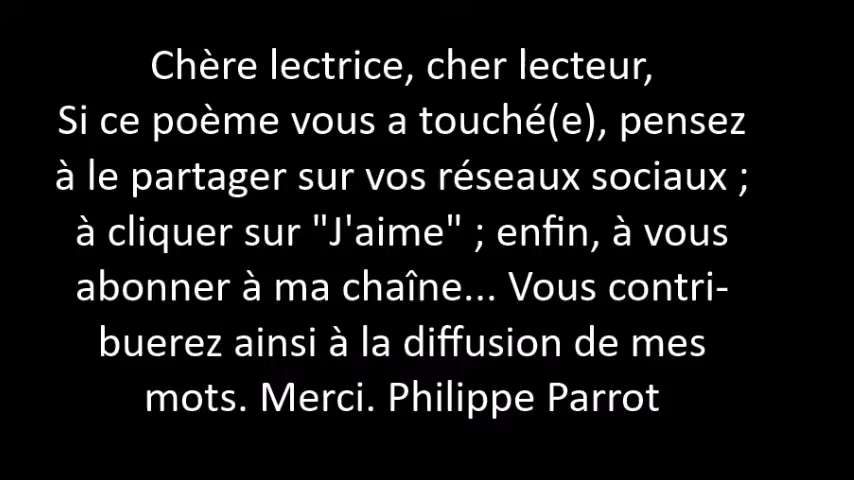 Chère lectrice, cher lecteur,
Si ce poème vous a touché(e), pensez
à le partager sur vos réseaux sociaux ;
à cliquer sur "J'aime" ; enfin, à vous
abonner à ma chaîne... Vous contri-
buerez ainsi à la diffusion de mes
mots. Merci. Philippe Parrot